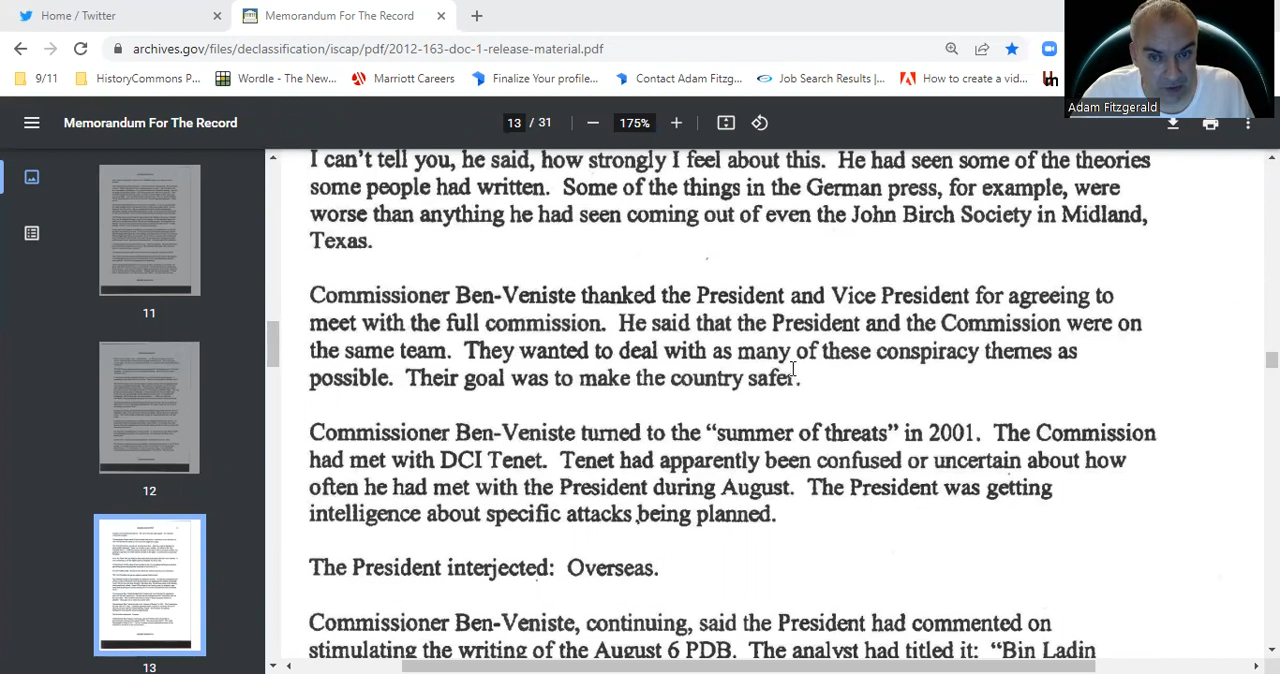 Home / Twitter
Memorandum For The Record
archives.gov/files/declassification/iscap/pdf/2012-163-doc-1-release-material.pdf
9/11
HistoryCommons P...
Wordle - The New...
Marriott Careers
Finalize Your profile...
Contact Adam Fitzg...
Job Search Results |...
How to create a vid...
Adam Fitzgerald
Memorandum For The Record
13 / 31
175%
11
12
13
I can't tell you, he said, how strongly I feel about this. He had seen some of the theories
some people had written. Some of the things in the German press, for example, were
worse than anything he had seen coming out of even the John Birch Society in Midland,
Texas.
Commissioner Ben-Veniste thanked the President and Vice President for agreeing to
meet with the full commission. He said that the President and the Commission were on
the same team. They wanted to deal with as many of these conspiracy themes as
possible. Their goal was to make the country safer.
Commissioner Ben-Veniste turned to the "summer of threats" in 2001. The Commission
had met with DCI Tenet. Tenet had apparently been confused or uncertain about how
often he had met with the President during August. The President was getting
intelligence about specific attacks being planned.
The President interjected: Overseas.
Commissioner Ben-Veniste, continuing, said the President had commented on
stimulating the writing of the August 6 PDB. The analyst had titled it: "Bin Ladin